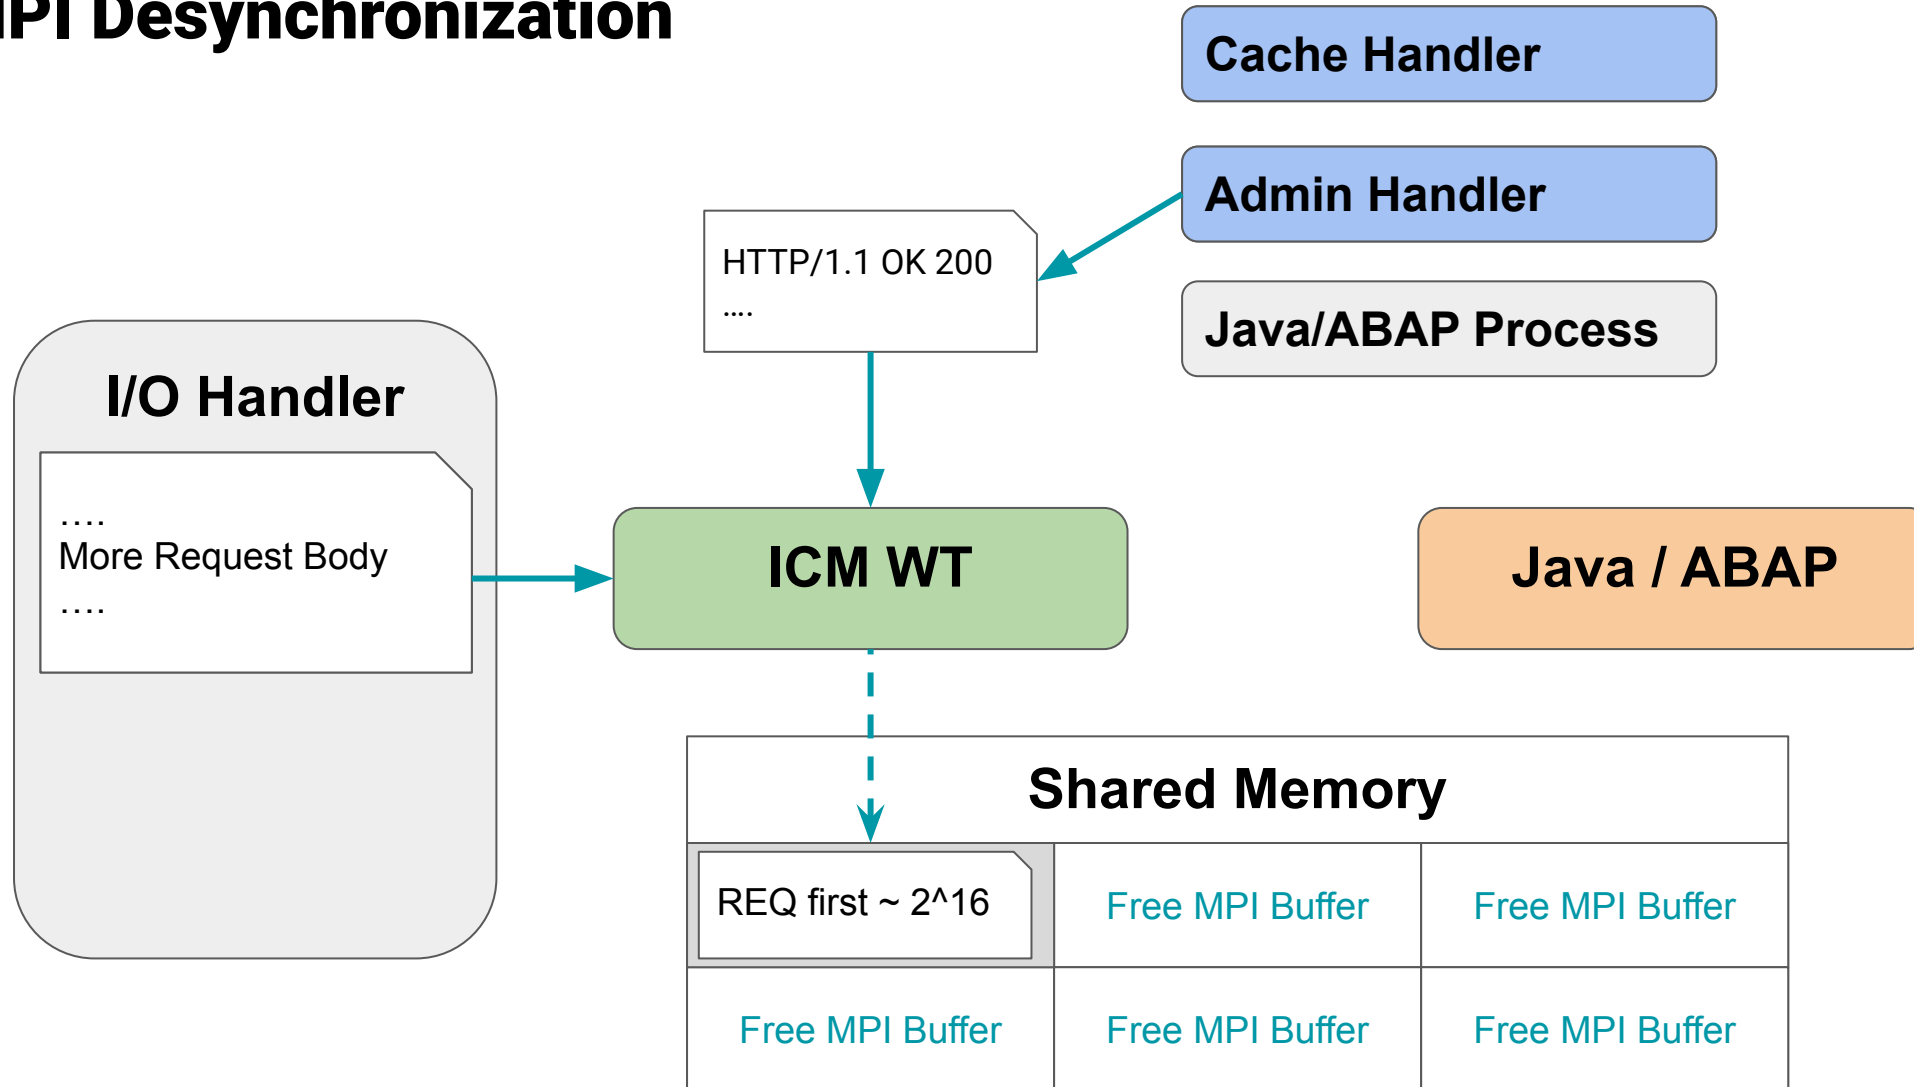 PI Desynchronization
Cache Handler
Admin Handler
HTTP/1.1 OK 200
....
Java/ABAP Process
I/O Handler
....
More Request Body
....
ICM WT
Java / ABAP
Shared Memory
REQ first ~ 2^16
Free MPI Buffer
Free MPI Buffer
Free MPI Buffer
Free MPI Buffer
Free MPI Buffer